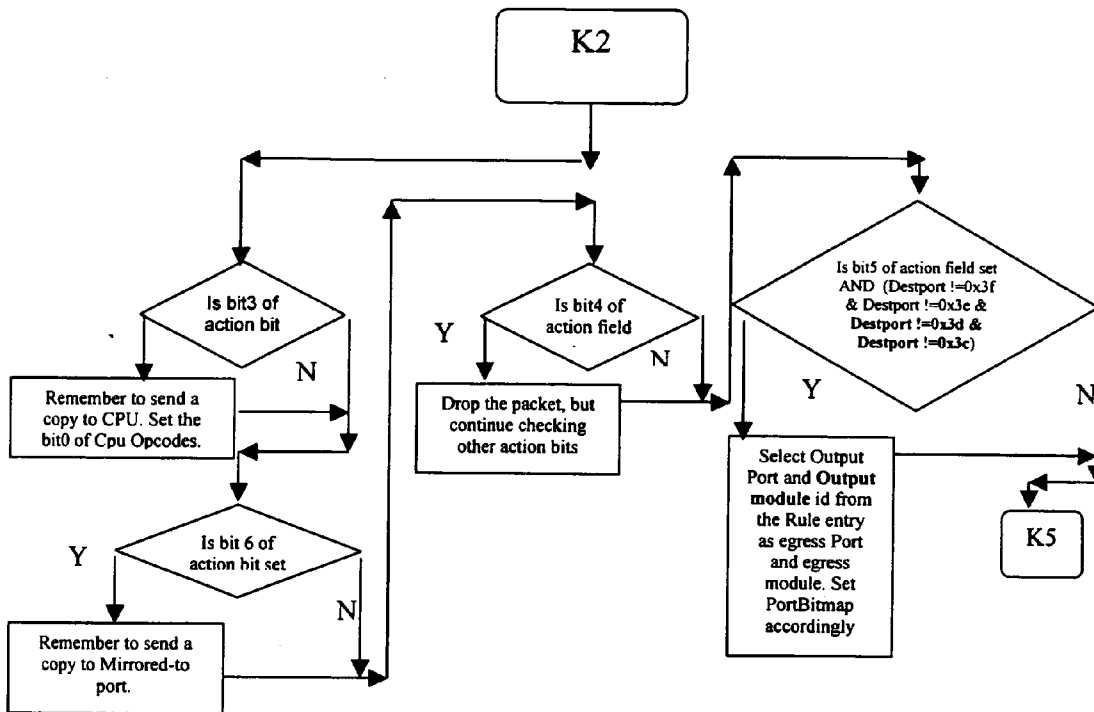 K2
Is bit3 of
action bit
Y
N
Remember to send a
copy to CPU. Set the
bit0 of Cpu Opcodes.
Is bit 6 of
action bit set
Y
N
Remember to send a
copy to Mirrored-to
port.
Is bit4 of
action field
Y
N
Drop the packet, but
continue checking
other action bits
Is bit5 of action field set
AND (Destport !=0x3f
& Destport !=0x3e &
Destport !=0x3d &
Destport !=0x3c)
Y
N
Select Output
Port and Output
module id from
the Rule entry
as egress Port
and egress
module. Set
PortBitmap
accordingly
K5